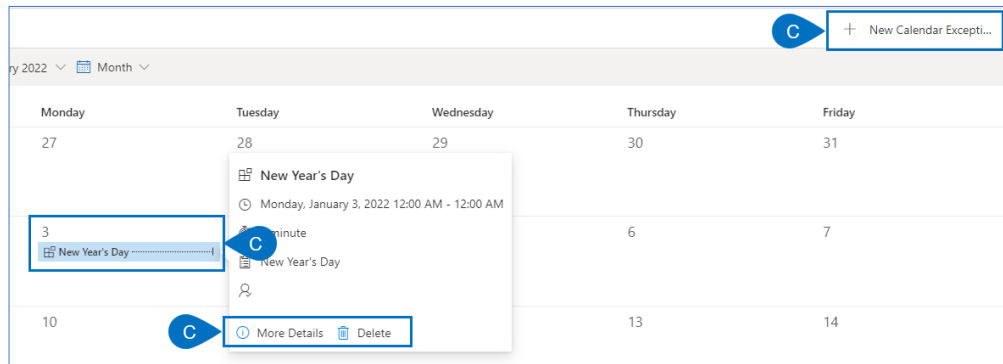 C
+ New Calendar Excepti...
ry 2022 Month
Monday Tuesday Wednesday Thursday Friday
27 28 29 30 31
New Year's Day
Monday, January 3, 2022 12:00 AM - 12:00 AM
3 minute 6 7
New Year's Day C New Year's Day
10 13 14
C More Details Delete